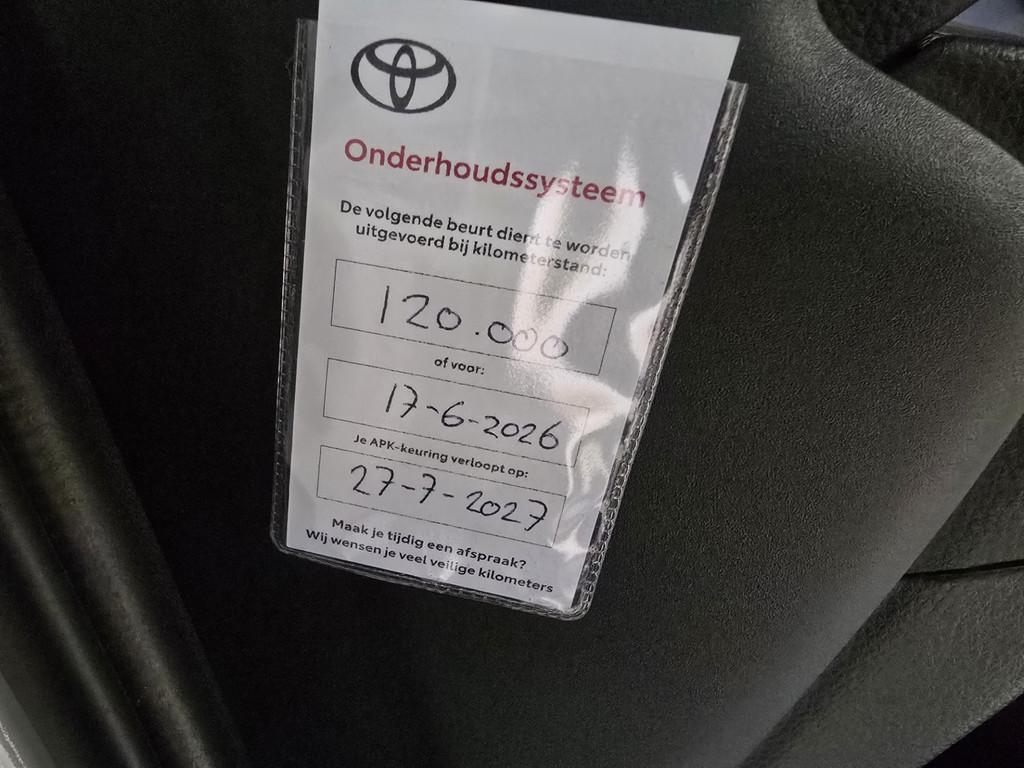 Onderhoudssysteem
De volgende beurt dient te worden
uitgevoerd bij kilometerstand:
120.000
of voor:
17-6-2026
Je APK-keuring verloopt op:
27-7-2027
Maak je tijdig een afspraak?
Wij wensen je veel veilige kilometers